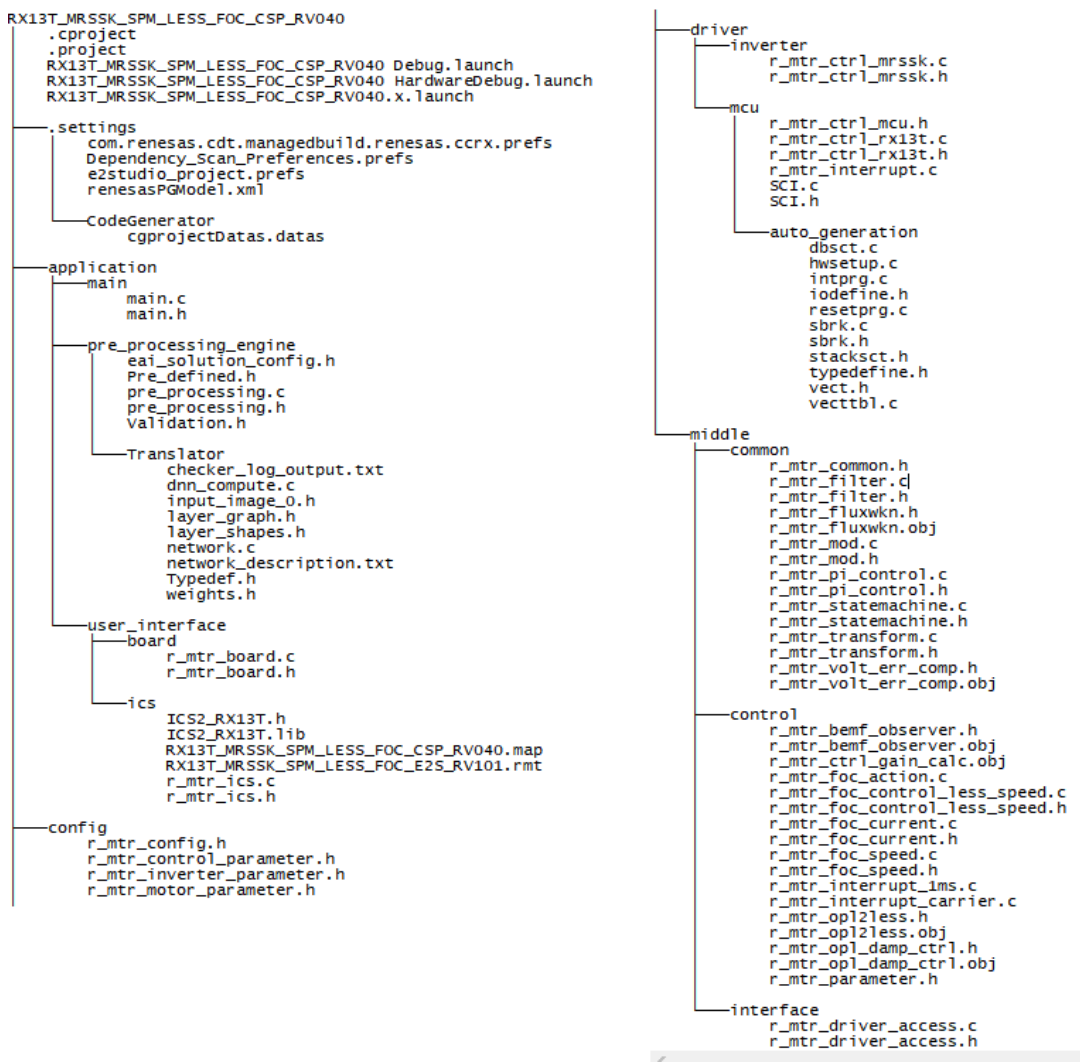 RX13T_MRSSK_SPM_LESS_FOC_CSP_RV040
.cproject
.project
RX13T_MRSSK_SPM_LESS_FOC_CSP_RV040 Debug.launch
RX13T_MRSSK_SPM_LESS_FOC_CSP_RV040 HardwareDebug.launch
RX13T_MRSSK_SPM_LESS_FOC_CSP_RV040.x.launch
.settings
com.renesas.cdt.managedbuild.renesas.ccrx.prefs
Dependency_Scan_Preferences.prefs
e2studio_project.prefs
renesasPGModel.xml
CodeGenerator
cgprojectDatas.datas
application
main
main.c
main.h
pre_processing_engine
eai_solution_config.h
Pre_defined.h
pre_processing.c
pre_processing.h
Validation.h
Translator
checker_log_output.txt
dnn_compute.c
input_image_0.h
layer_graph.h
layer_shapes.h
network.c
network_description.txt
Typedef.h
weights.h
user_interface
board
r_mtr_board.c
r_mtr_board.h
ics
ICS2_RX13T.h
ICS2_RX13T.lib
RX13T_MRSSK_SPM_LESS_FOC_CSP_RV040.map
RX13T_MRSSK_SPM_LESS_FOC_E2S_RV101.rmt
r_mtr_ics.c
r_mtr_ics.h
config
r_mtr_config.h
r_mtr_control_parameter.h
r_mtr_inverter_parameter.h
r_mtr_motor_parameter.h
driver
inverter
r_mtr_ctrl_mrssk.c
r_mtr_ctrl_mrssk.h
mcu
r_mtr_ctrl_mcu.h
r_mtr_ctrl_rx13t.c
r_mtr_ctrl_rx13t.h
r_mtr_interrupt.c
SCI.c
SCI.h
auto_generation
dbsct.c
hwsetup.c
intprg.c
iodefine.h
resetprg.c
sbrk.c
sbrk.h
stacksct.h
typedefine.h
vect.h
vecttbl.c
middle
common
r_mtr_common.h
r_mtr_filter.c
r_mtr_filter.h
r_mtr_fluxwkn.h
r_mtr_fluxwkn.obj
r_mtr_mod.c
r_mtr_mod.h
r_mtr_pi_control.c
r_mtr_pi_control.h
r_mtr_statemachine.c
r_mtr_statemachine.h
r_mtr_transform.c
r_mtr_transform.h
r_mtr_volt_err_comp.h
r_mtr_volt_err_comp.obj
control
r_mtr_bemf_observer.h
r_mtr_bemf_observer.obj
r_mtr_ctrl_gain_calc.obj
r_mtr_foc_action.c
r_mtr_foc_control_less_speed.c
r_mtr_foc_control_less_speed.h
r_mtr_foc_current.c
r_mtr_foc_current.h
r_mtr_foc_speed.c
r_mtr_foc_speed.h
r_mtr_interrupt_1ms.c
r_mtr_interrupt_carrier.c
r_mtr_opl2less.h
r_mtr_opl2less.obj
r_mtr_opl_damp_ctrl.h
r_mtr_opl_damp_ctrl.obj
r_mtr_parameter.h
interface
r_mtr_driver_access.c
r_mtr_driver_access.h